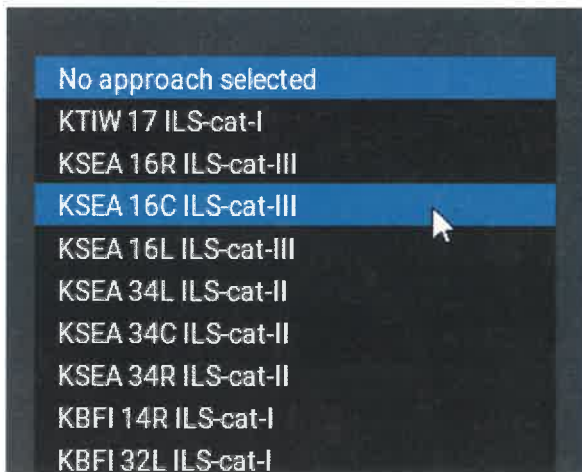 No approach selected
KTIW 17 ILS-cat-I
KSEA 16R ILS-cat-III
KSEA 16C ILS-cat-III
KSEA 16L ILS-cat-III
KSEA 34L ILS-cat-II
KSEA 34C ILS-cat-II
KSEA 34R ILS-cat-II
KBFI 14R ILS-cat-I
KBFI 32L ILS-cat-I